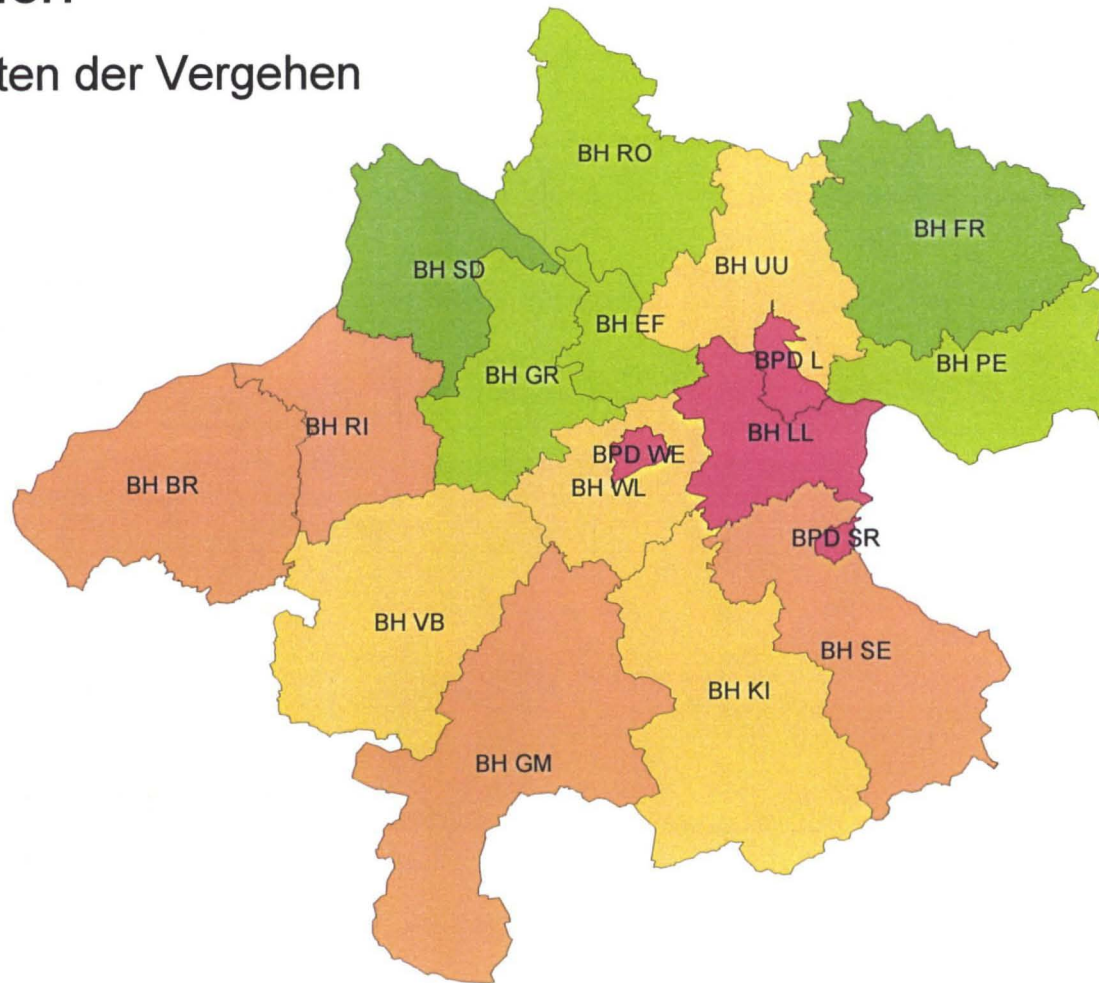 ten der Vergehen
BH RO
BH FR
BH SD
BH UU
BH EF
BPD L
BH PE
BH GR
BH RI
BH LL
BPD WE
BH BR
BH WL
BPD SR
BH VB
BH SE
BH KI
BH GM